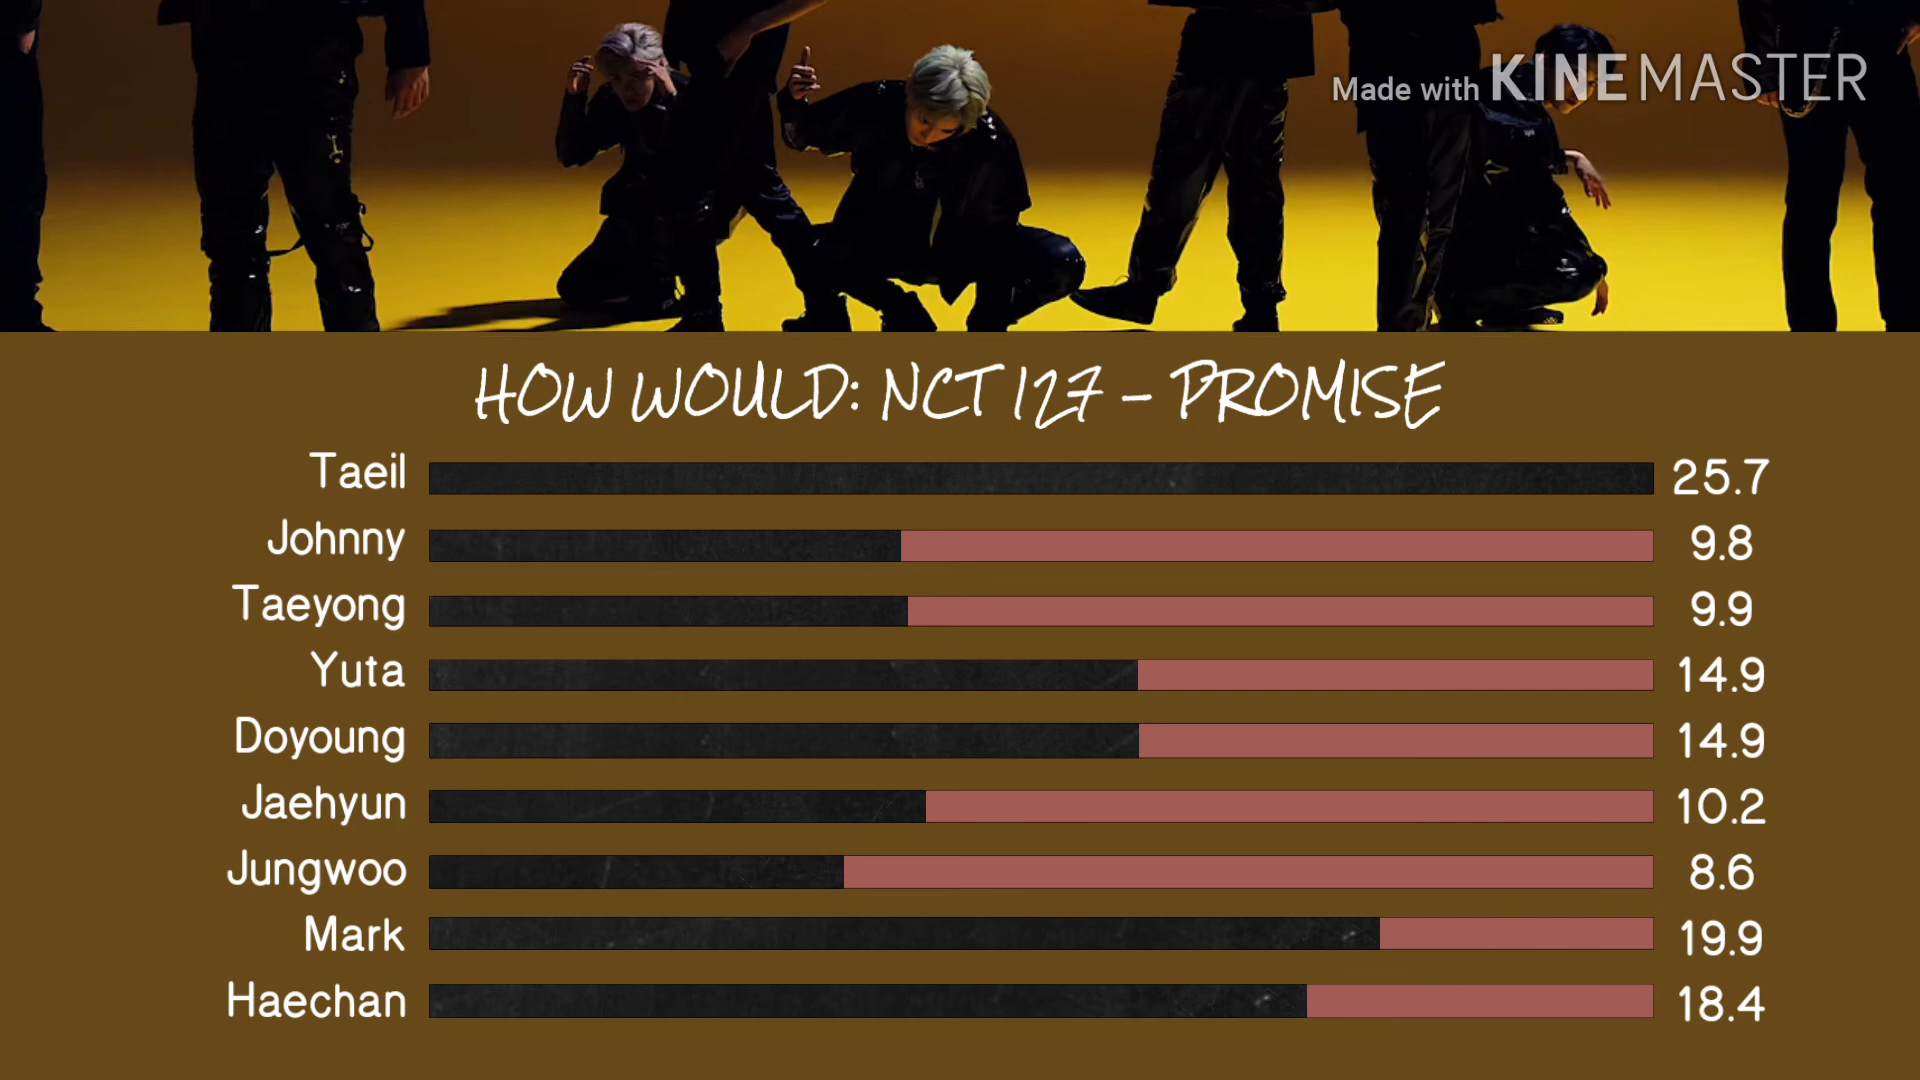 Made with KINEMASTER
HOW WOULD: NCT 127 - PROMISE
Taeil 25.7
Johnny 9.8
Taeyong 9.9
Yuta 14.9
Doyoung 14.9
Jaehyun 10.2
Jungwoo 8.6
Mark 19.9
Haechan 18.4